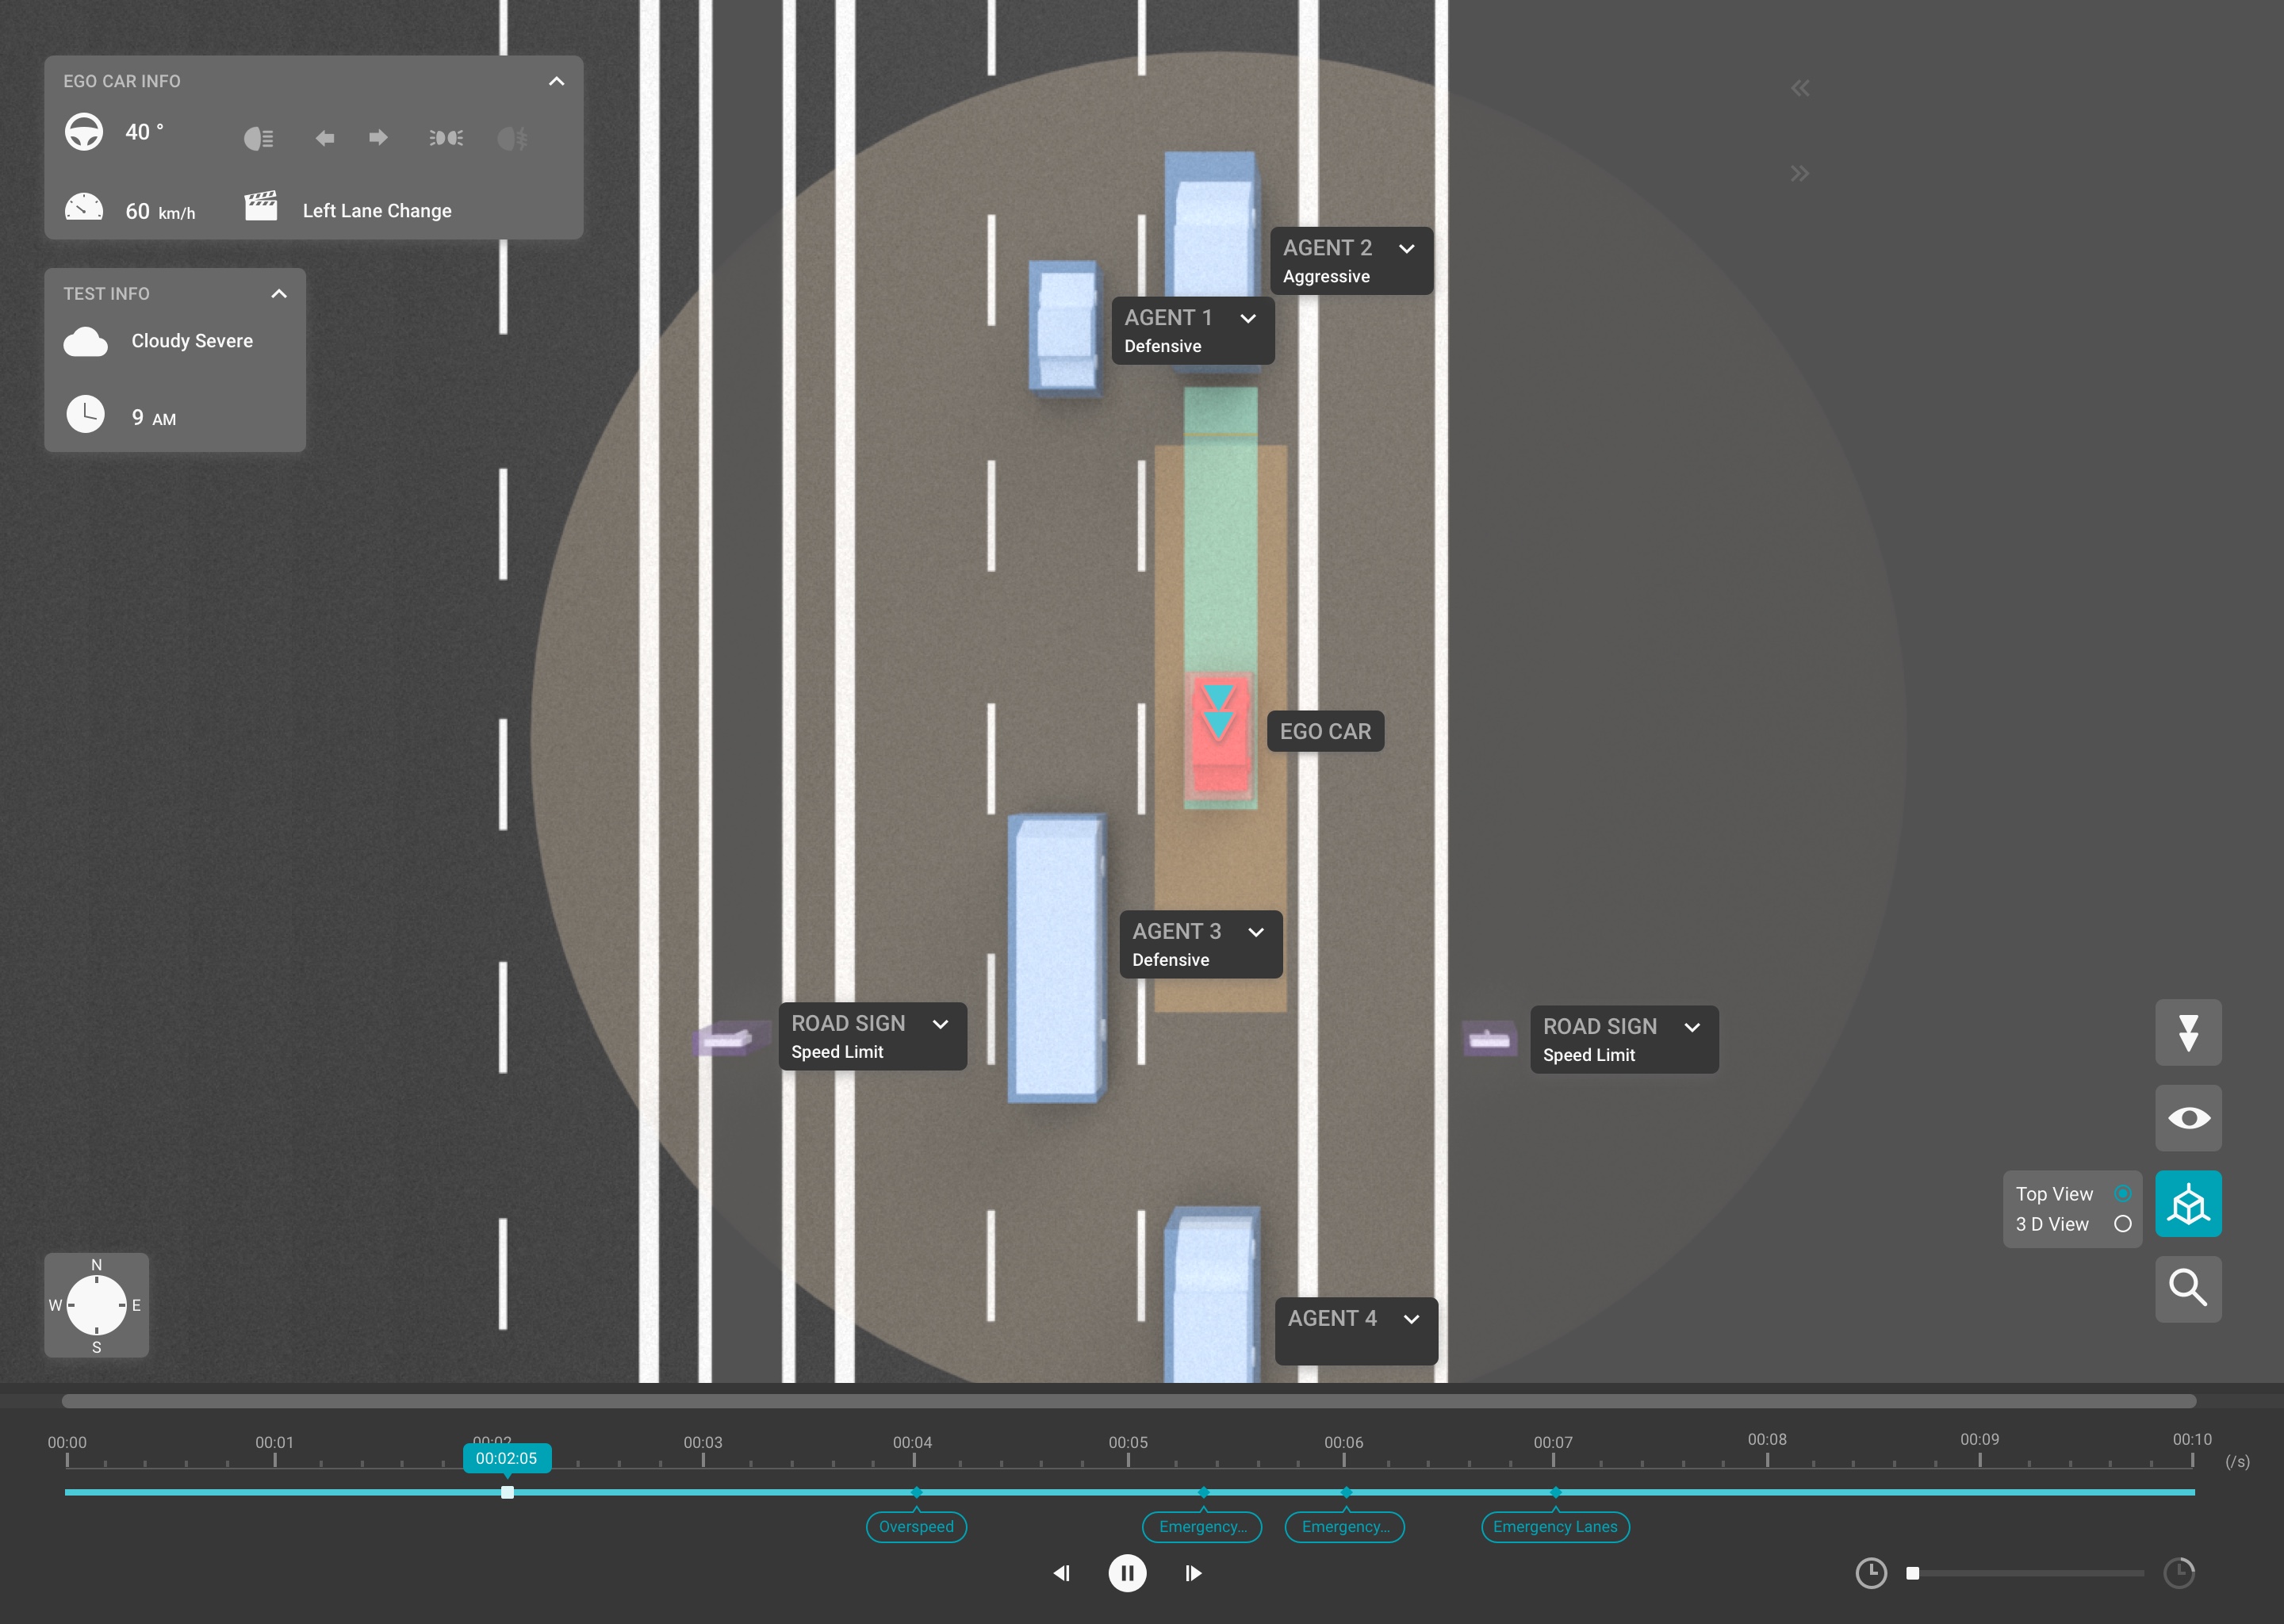 EGO CAR INFO
40 °
60 km/h
Left Lane Change
TEST INFO
Cloudy Severe
9 AM
AGENT 2
Aggressive
AGENT 1
Defensive
EGO CAR
AGENT 3
Defensive
ROAD SIGN
Speed Limit
ROAD SIGN
Speed Limit
Top View
3 D View
AGENT 4
N
W E
S
00:00 00:01 00:02 00:03 00:04 00:05 00:06 00:07 00:08 00:09 00:10
00:02:05
(/s)
Overspeed Emergency... Emergency... Emergency Lanes